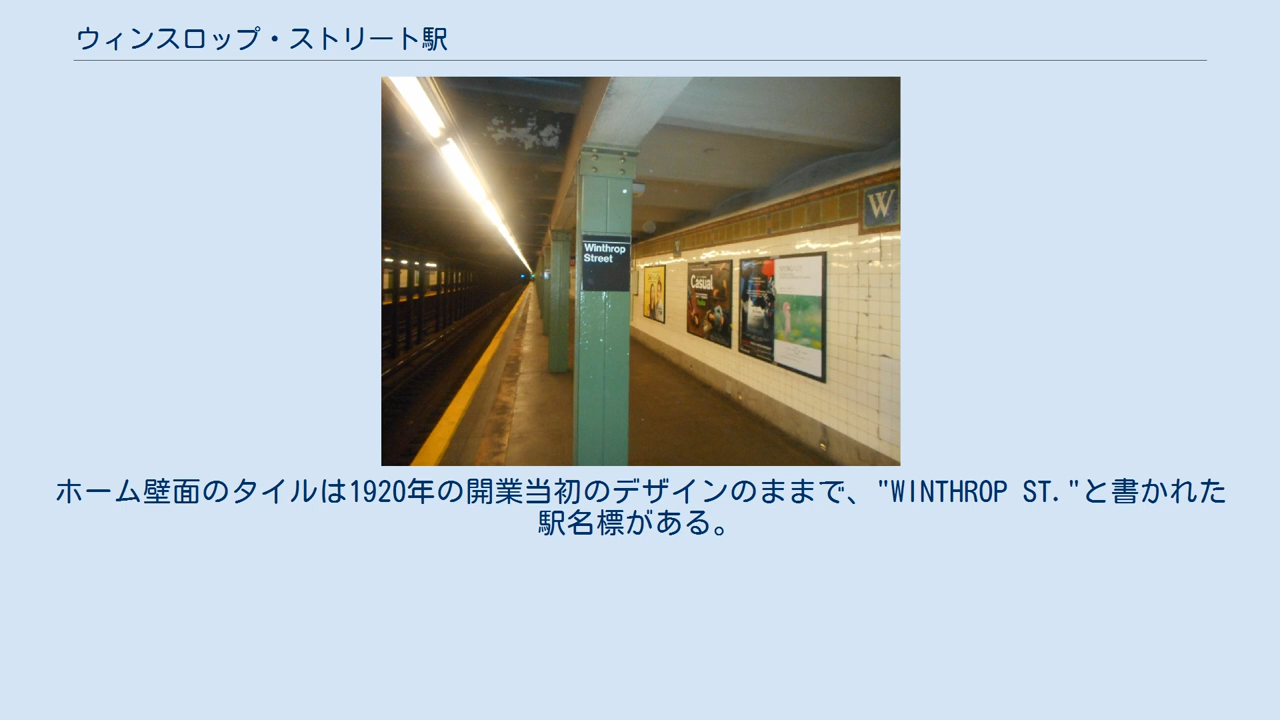 ウィンスロップ・ストリート駅
W
Winthrop
Street
Casual
hulu
ホーム壁面のタイルは1920年の開業当初のデザインのままで、"WINTHROP ST."と書かれた
駅名標がある。